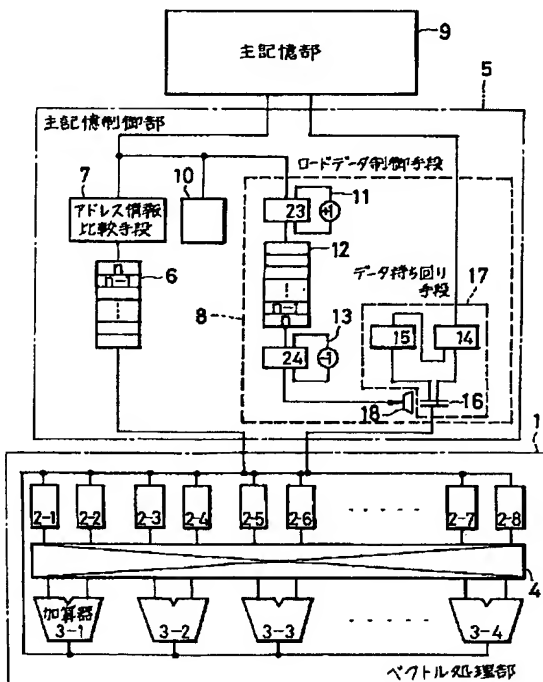 主記憶部
9
5
主記憶制御部
ロードデータ制御手段
7
10
11
アドレス情報
比較手段
23
+1
12
6
n
n-1
データ持ち回り
手段
17
8
n-1
n
13
15
14
24
-1
18
16
1
2-1
2-2
2-3
2-4
2-5
2-6
2-7
2-8
4
加算器
3-1
3-2
3-3
3-4
ベクトル処理部